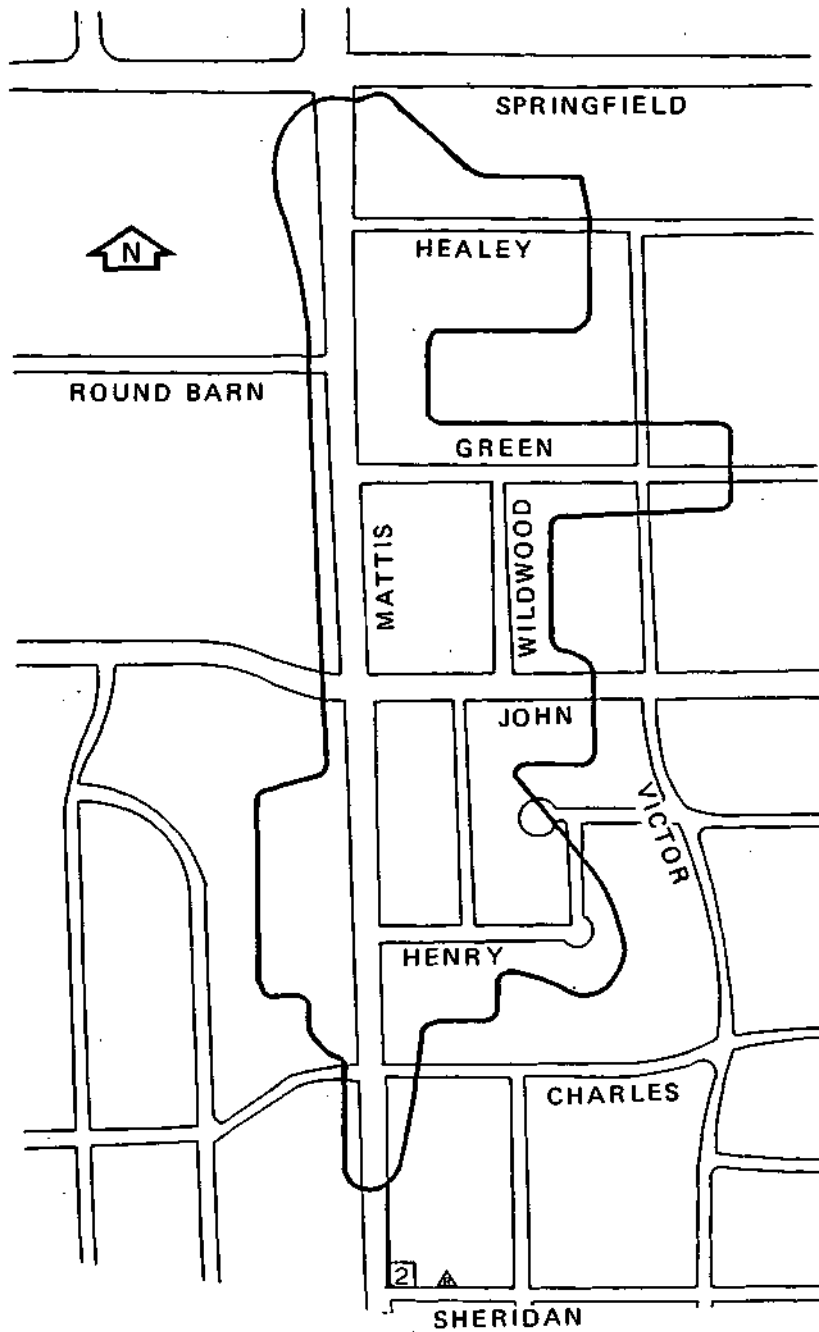 SPRINGFIELD
HEALEY
N
ROUND BARN
GREEN
MATTIS
WILDWOOD
JOHN
VICTOR
HENRY
CHARLES
2
SHERIDAN